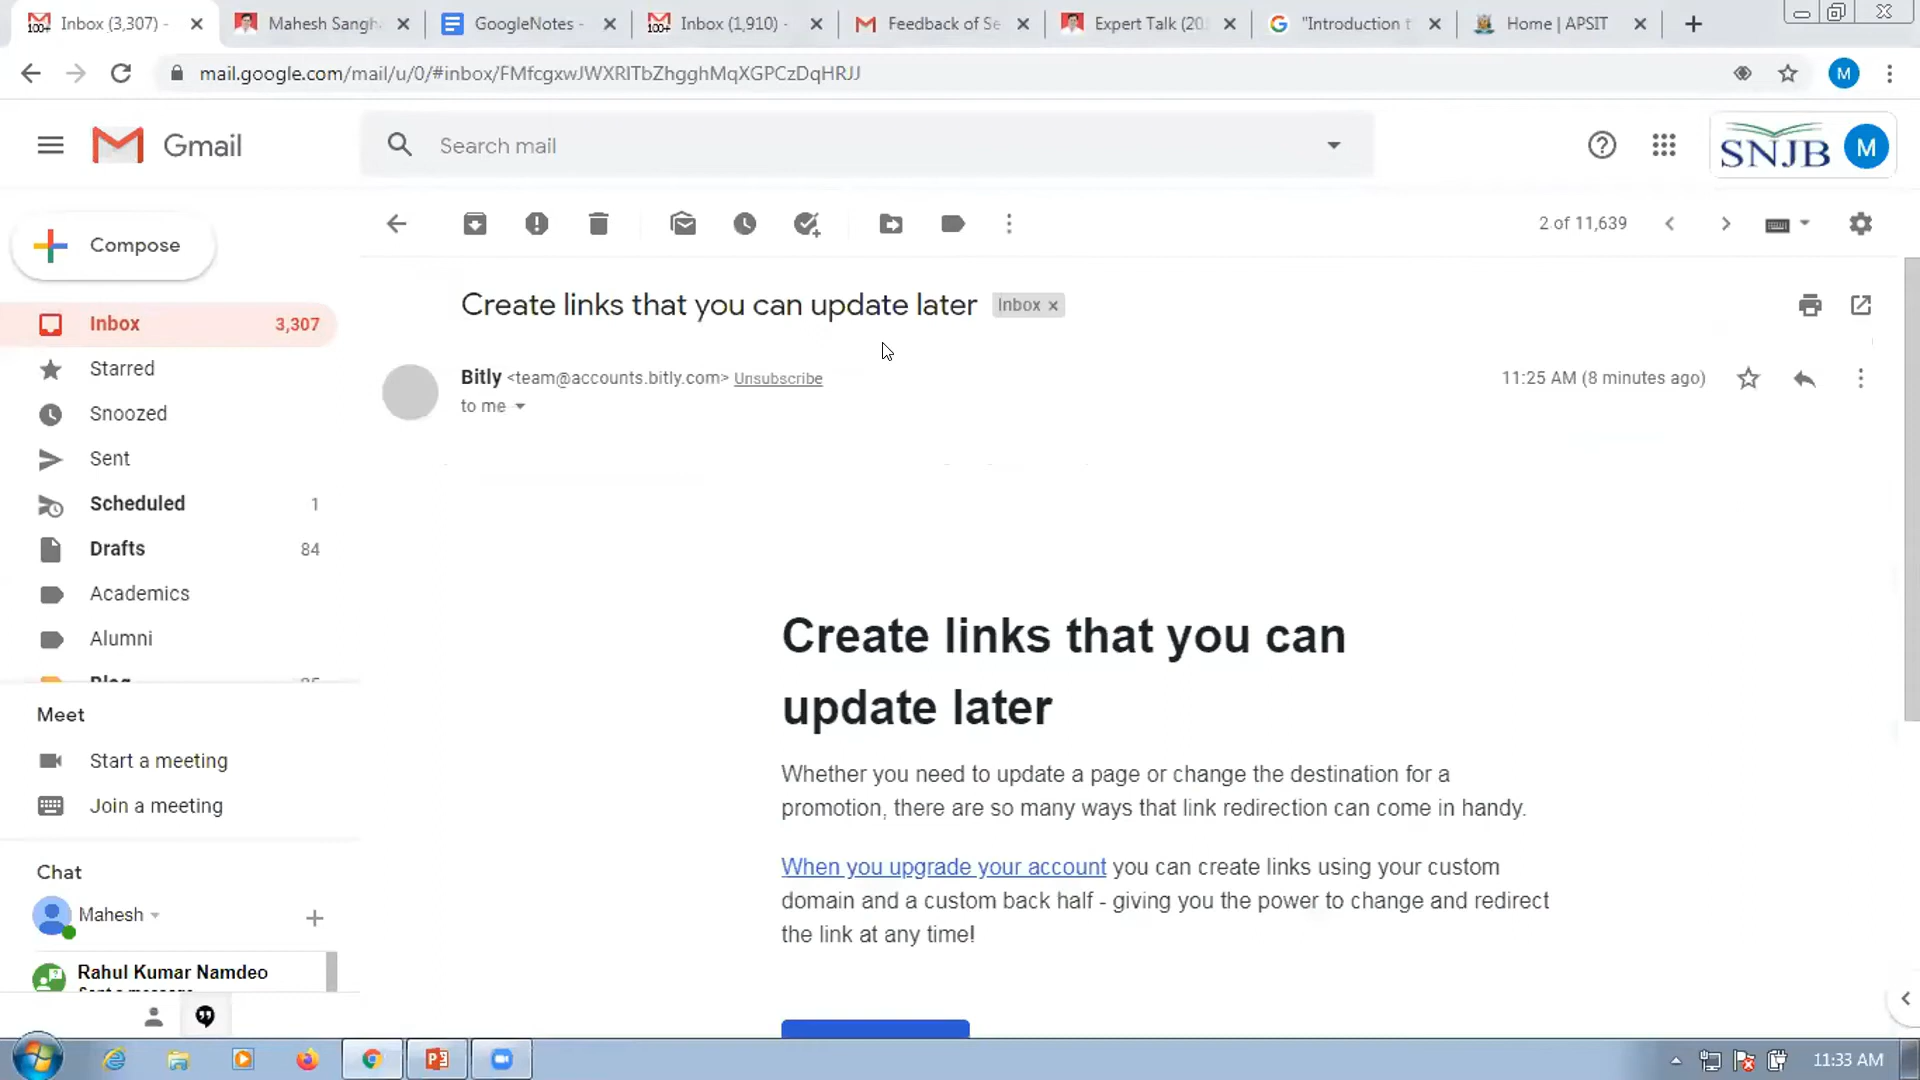 Inbox (3,307) -
Mahesh Sangh
GoogleNotes -
Inbox (1,910) -
Feedback of Se
Expert Talk (20
"Introduction t
Home | APSIT
mail.google.com/mail/u/0/#inbox/FMfcgxwJWXRlTbZhgghMqXGPCzDqHRJJ
M
Gmail
Search mail
SNJB
M
2 of 11,639
Compose
Create links that you can update later
Inbox ×
Inbox 3,307
Bitly <team@accounts.bitly.com> Unsubscribe
11:25 AM (8 minutes ago)
to me
Starred
Snoozed
Sent
Scheduled 1
Drafts 84
Academics
Alumni
Create links that you can
update later
Meet
Start a meeting
Join a meeting
Whether you need to update a page or change the destination for a
promotion, there are so many ways that link redirection can come in handy.
When you upgrade your account you can create links using your custom
domain and a custom back half - giving you the power to change and redirect
the link at any time!
Chat
Mahesh
Rahul Kumar Namdeo
11:33 AM